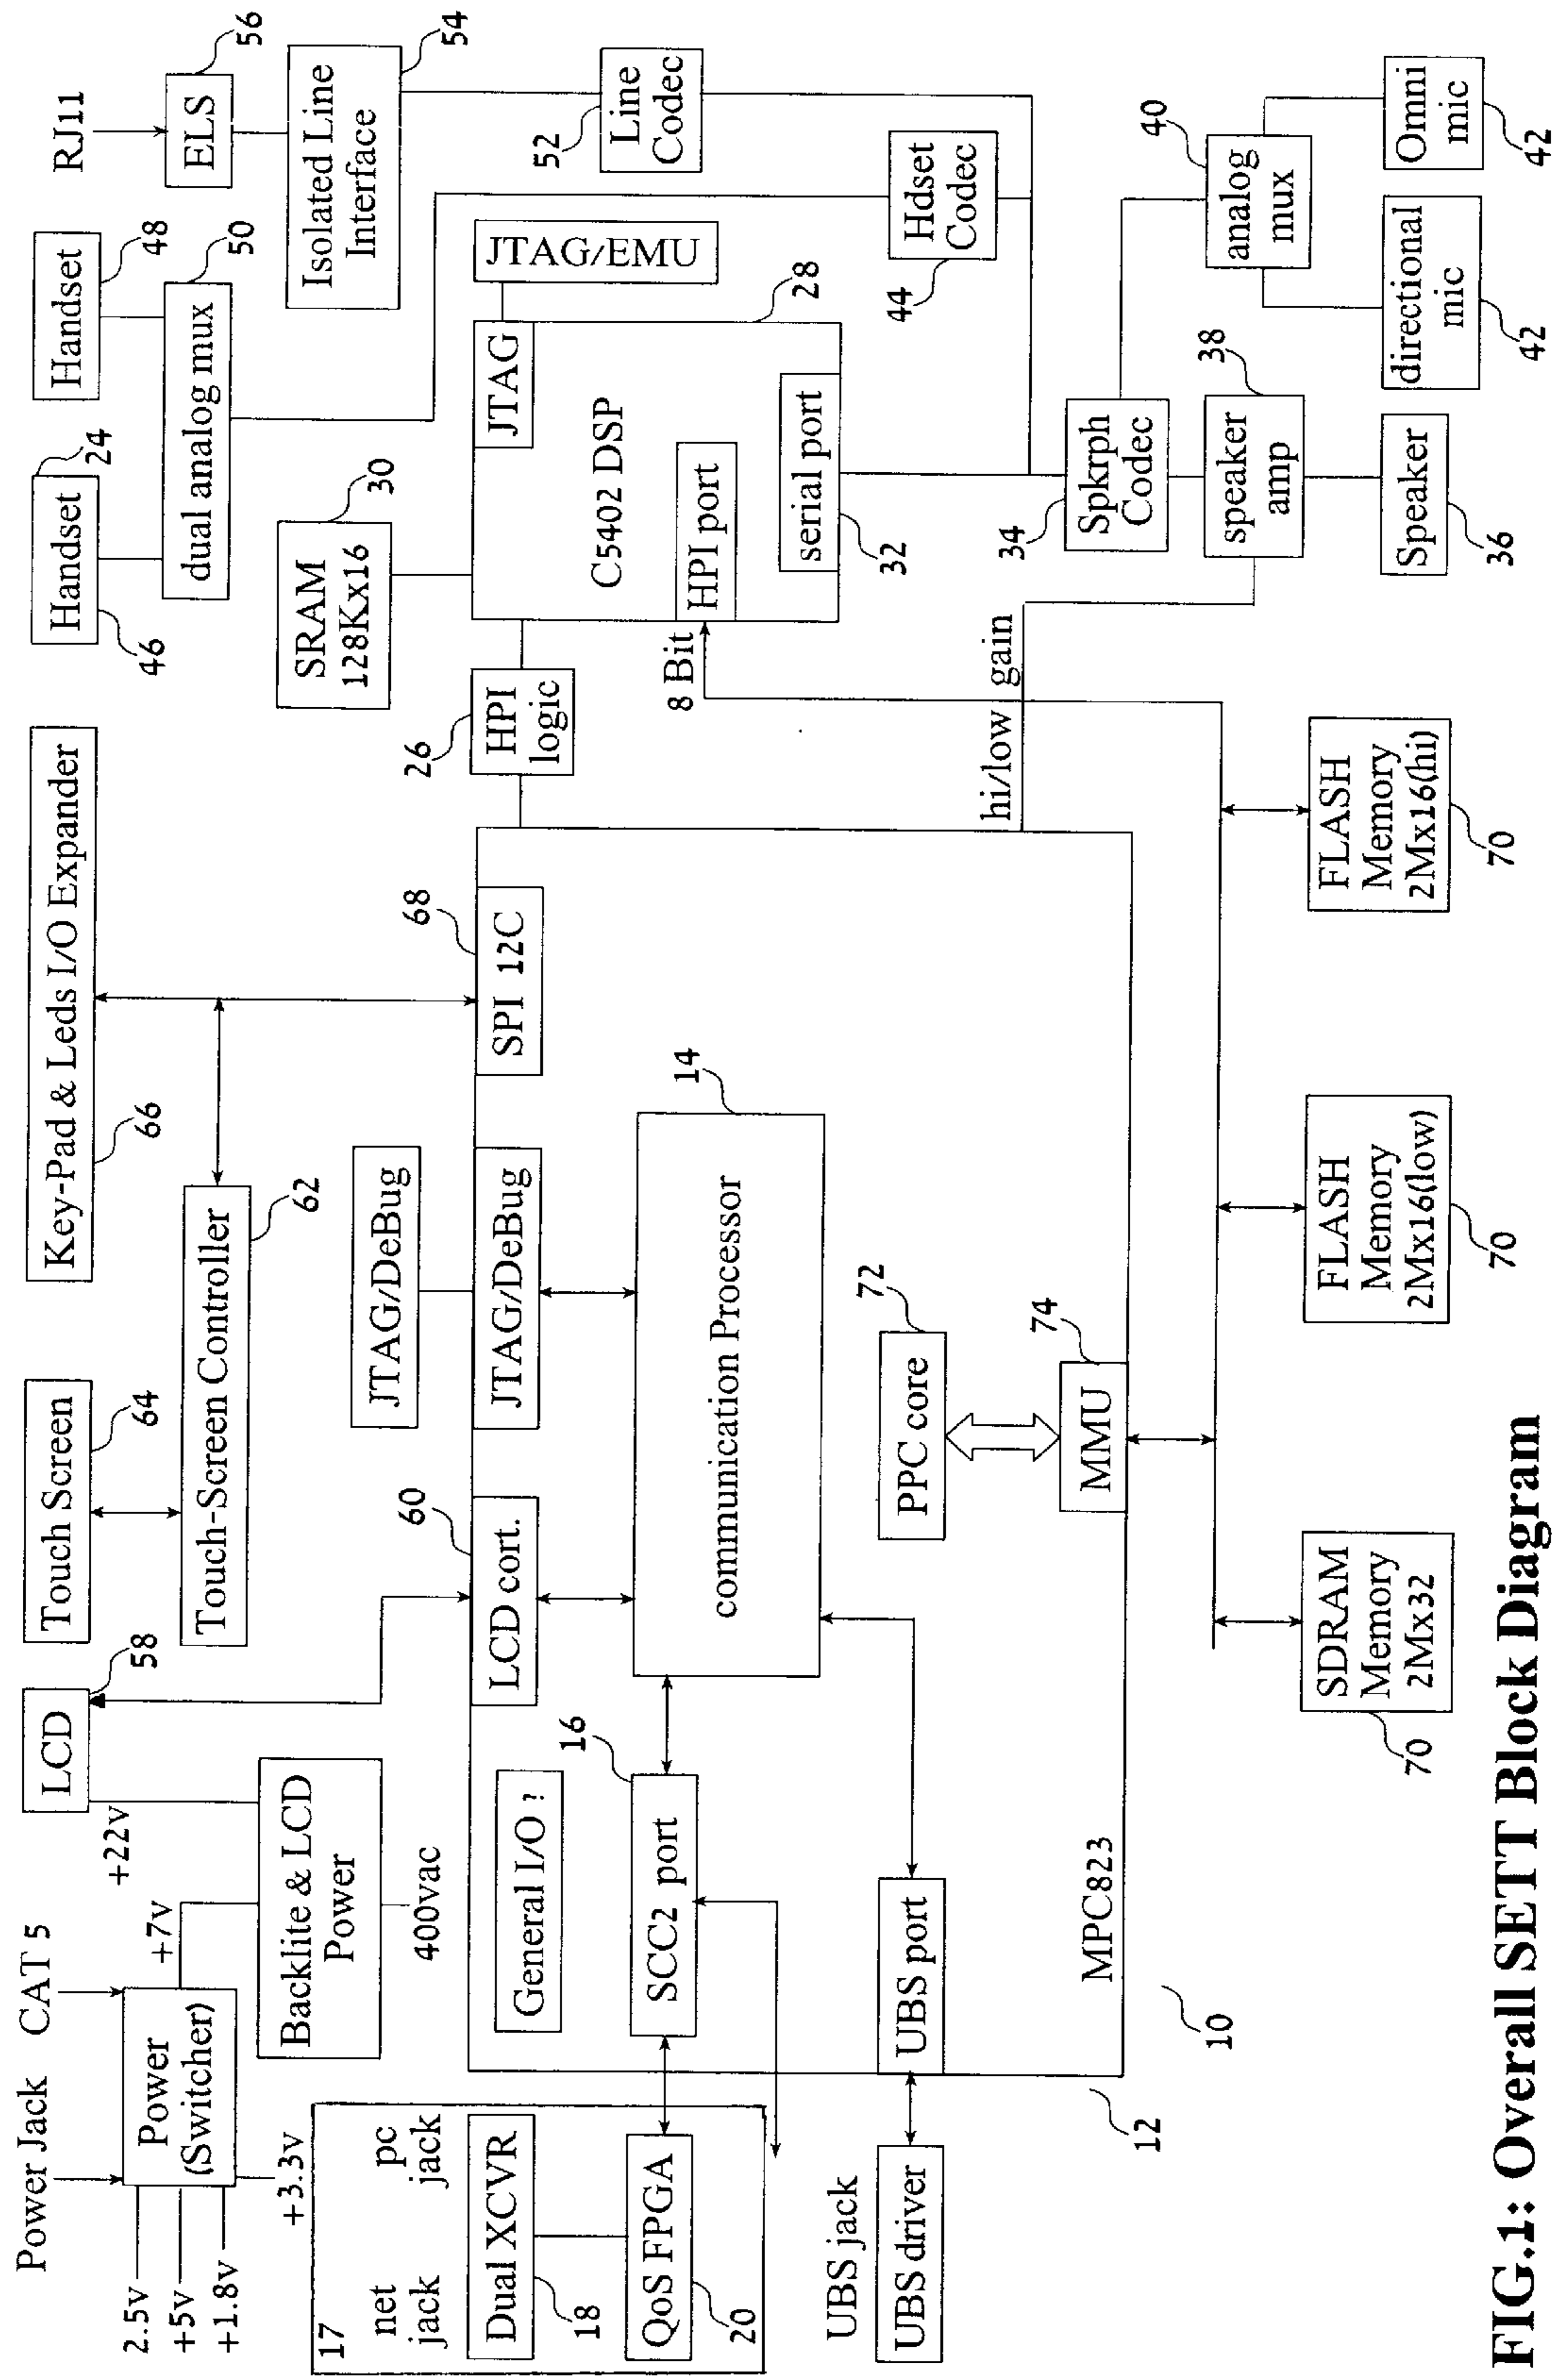 Power Jack
CAT 5
Power
(Switcher)
2.5v
+5v
+1.8v
+3.3v
+7v
Backlite & LCD
Power
400vac
+22v
LCD
58
Touch Screen
64
Touch-Screen Controller
62
Key-Pad & Leds I/O Expander
66
Handset
24
46
Handset
48
dual analog mux
50
RJ11
ELS
56
Isolated Line
Interface
54
Line
Codec
52
Hdset
Codec
44
SRAM
128Kx16
30
JTAG/EMU
JTAG
C5402 DSP
28
HPI port
8 Bit
serial port
32
HPI
logic
26
17
net
jack
pc
jack
Dual XCVR
18
QoS FPGA
20
UBS jack
UBS driver
General I/O ?
SCC2 port
16
UBS port
LCD cort.
60
JTAG/DeBug
JTAG/DeBug
SPI 12C
68
communication Processor
14
PPC core
72
MMU
74
MPC823
10
12
hi/low gain
Spkrph
Codec
34
speaker
amp
38
Speaker
36
analog
mux
40
directional
mic
42
Omni
mic
42
SDRAM
Memory
2Mx32
70
FLASH
Memory
2Mx16(low)
70
FLASH
Memory
2Mx16(hi)
70
FIG.1: Overall SETT Block Diagram